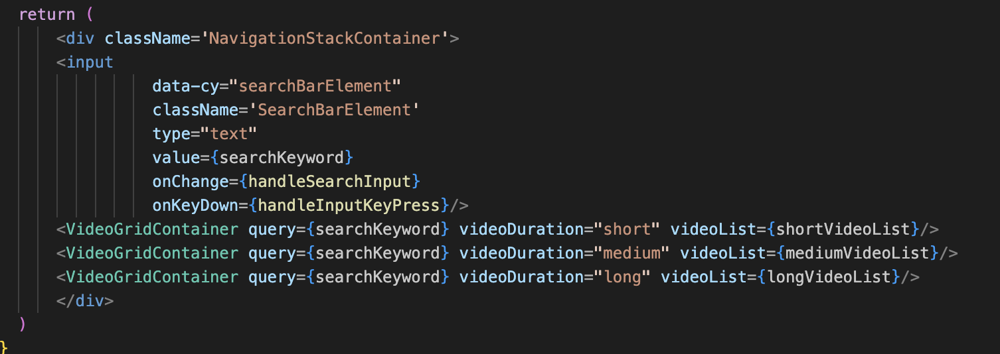 return (
<div className='NavigationStackContainer'>
<input
data-cy="searchBarElement"
className='SearchBarElement'
type="text"
value={searchKeyword}
onChange={handleSearchInput}
onKeyDown={handleInputKeyPress}/>
<VideoGridContainer query={searchKeyword} videoDuration="short" videoList={shortVideoList}/>
<VideoGridContainer query={searchKeyword} videoDuration="medium" videoList={mediumVideoList}/>
<VideoGridContainer query={searchKeyword} videoDuration="long" videoList={longVideoList}/>
</div>
)
}